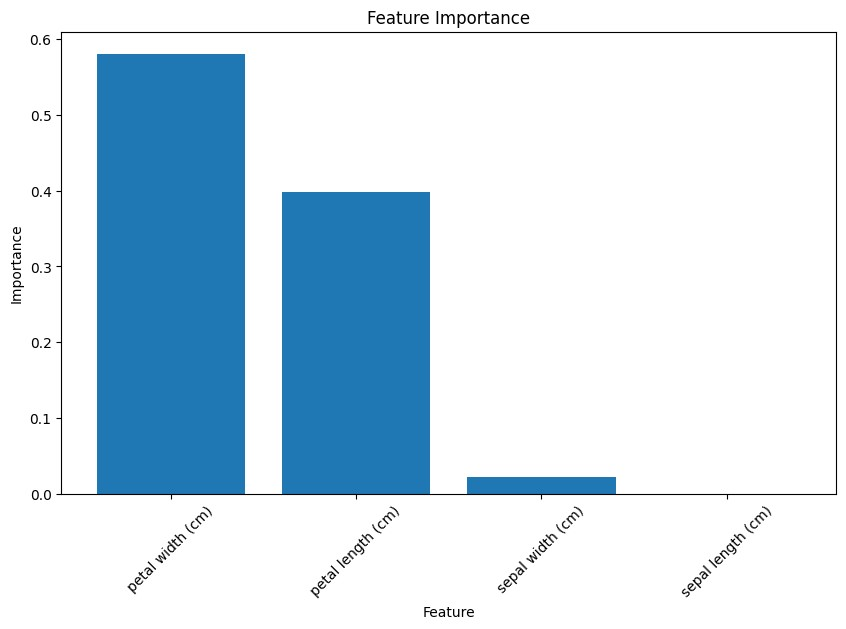 Feature Importance
0.6
0.5
0.4
0.3
0.2
0.1
0.0
Importance
petal width (cm)
petal length (cm)
sepal width (cm)
sepal length (cm)
Feature